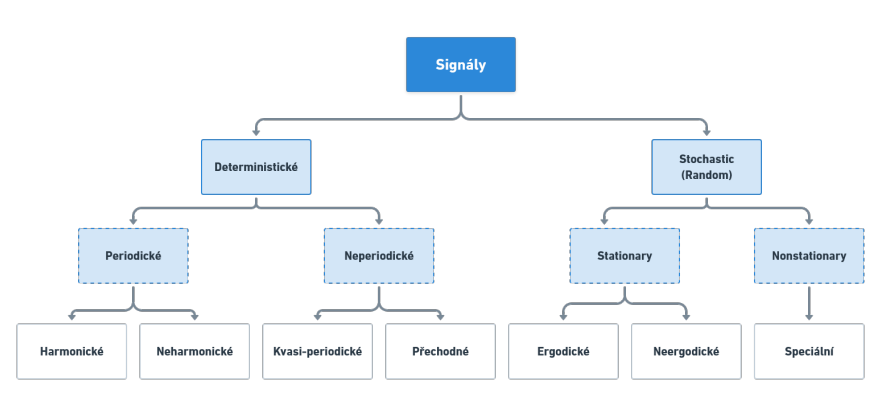 Signály
Deterministické
Stochastic
(Random)
Periodické
Neperiodické
Stationary
Nonstationary
Harmonické
Neharmonické
Kvasi-periodické
Přechodné
Ergodické
Neergodické
Speciální